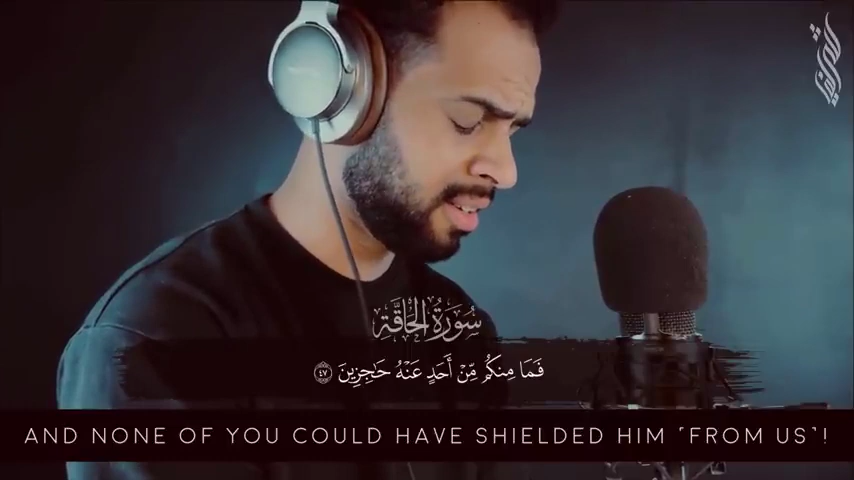 سُورَةُ الحَاقَّةِ
فَمَا مِنكُم مِّنْ أَحَدٍ عَنْهُ حَـٰجِزِينَ ٤٧
AND NONE OF YOU COULD HAVE SHIELDED HIM ˹FROM US˺!